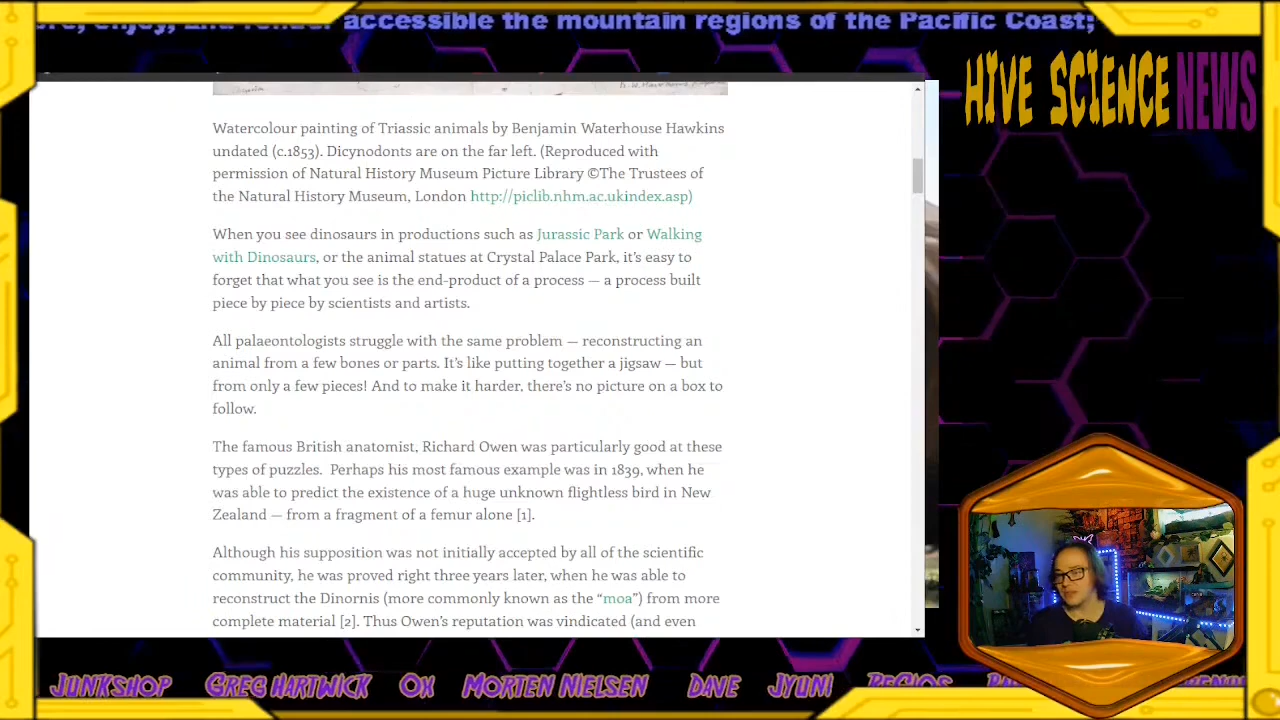 accessible the mountain regions of the Pacific Coast;
HIVE SCIENCE NEWS
Watercolour painting of Triassic animals by Benjamin Waterhouse Hawkins
undated (c.1853). Dicynodonts are on the far left. (Reproduced with
permission of Natural History Museum Picture Library ©The Trustees of
the Natural History Museum, London http://piclib.nhm.ac.ukindex.asp)
When you see dinosaurs in productions such as Jurassic Park or Walking
with Dinosaurs, or the animal statues at Crystal Palace Park, it's easy to
forget that what you see is the end-product of a process — a process built
piece by piece by scientists and artists.
All palaeontologists struggle with the same problem — reconstructing an
animal from a few bones or parts. It's like putting together a jigsaw — but
from only a few pieces! And to make it harder, there's no picture on a box to
follow.
The famous British anatomist, Richard Owen was particularly good at these
types of puzzles. Perhaps his most famous example was in 1839, when he
was able to predict the existence of a huge unknown flightless bird in New
Zealand — from a fragment of a femur alone [1].
Although his supposition was not initially accepted by all of the scientific
community, he was proved right three years later, when he was able to
reconstruct the Dinornis (more commonly known as the “moa”) from more
complete material [2]. Thus Owen's reputation was vindicated (and even
JUNKSHOP GREG HARTWICK OX MORTEN NIELSEN DAVE JYUNI